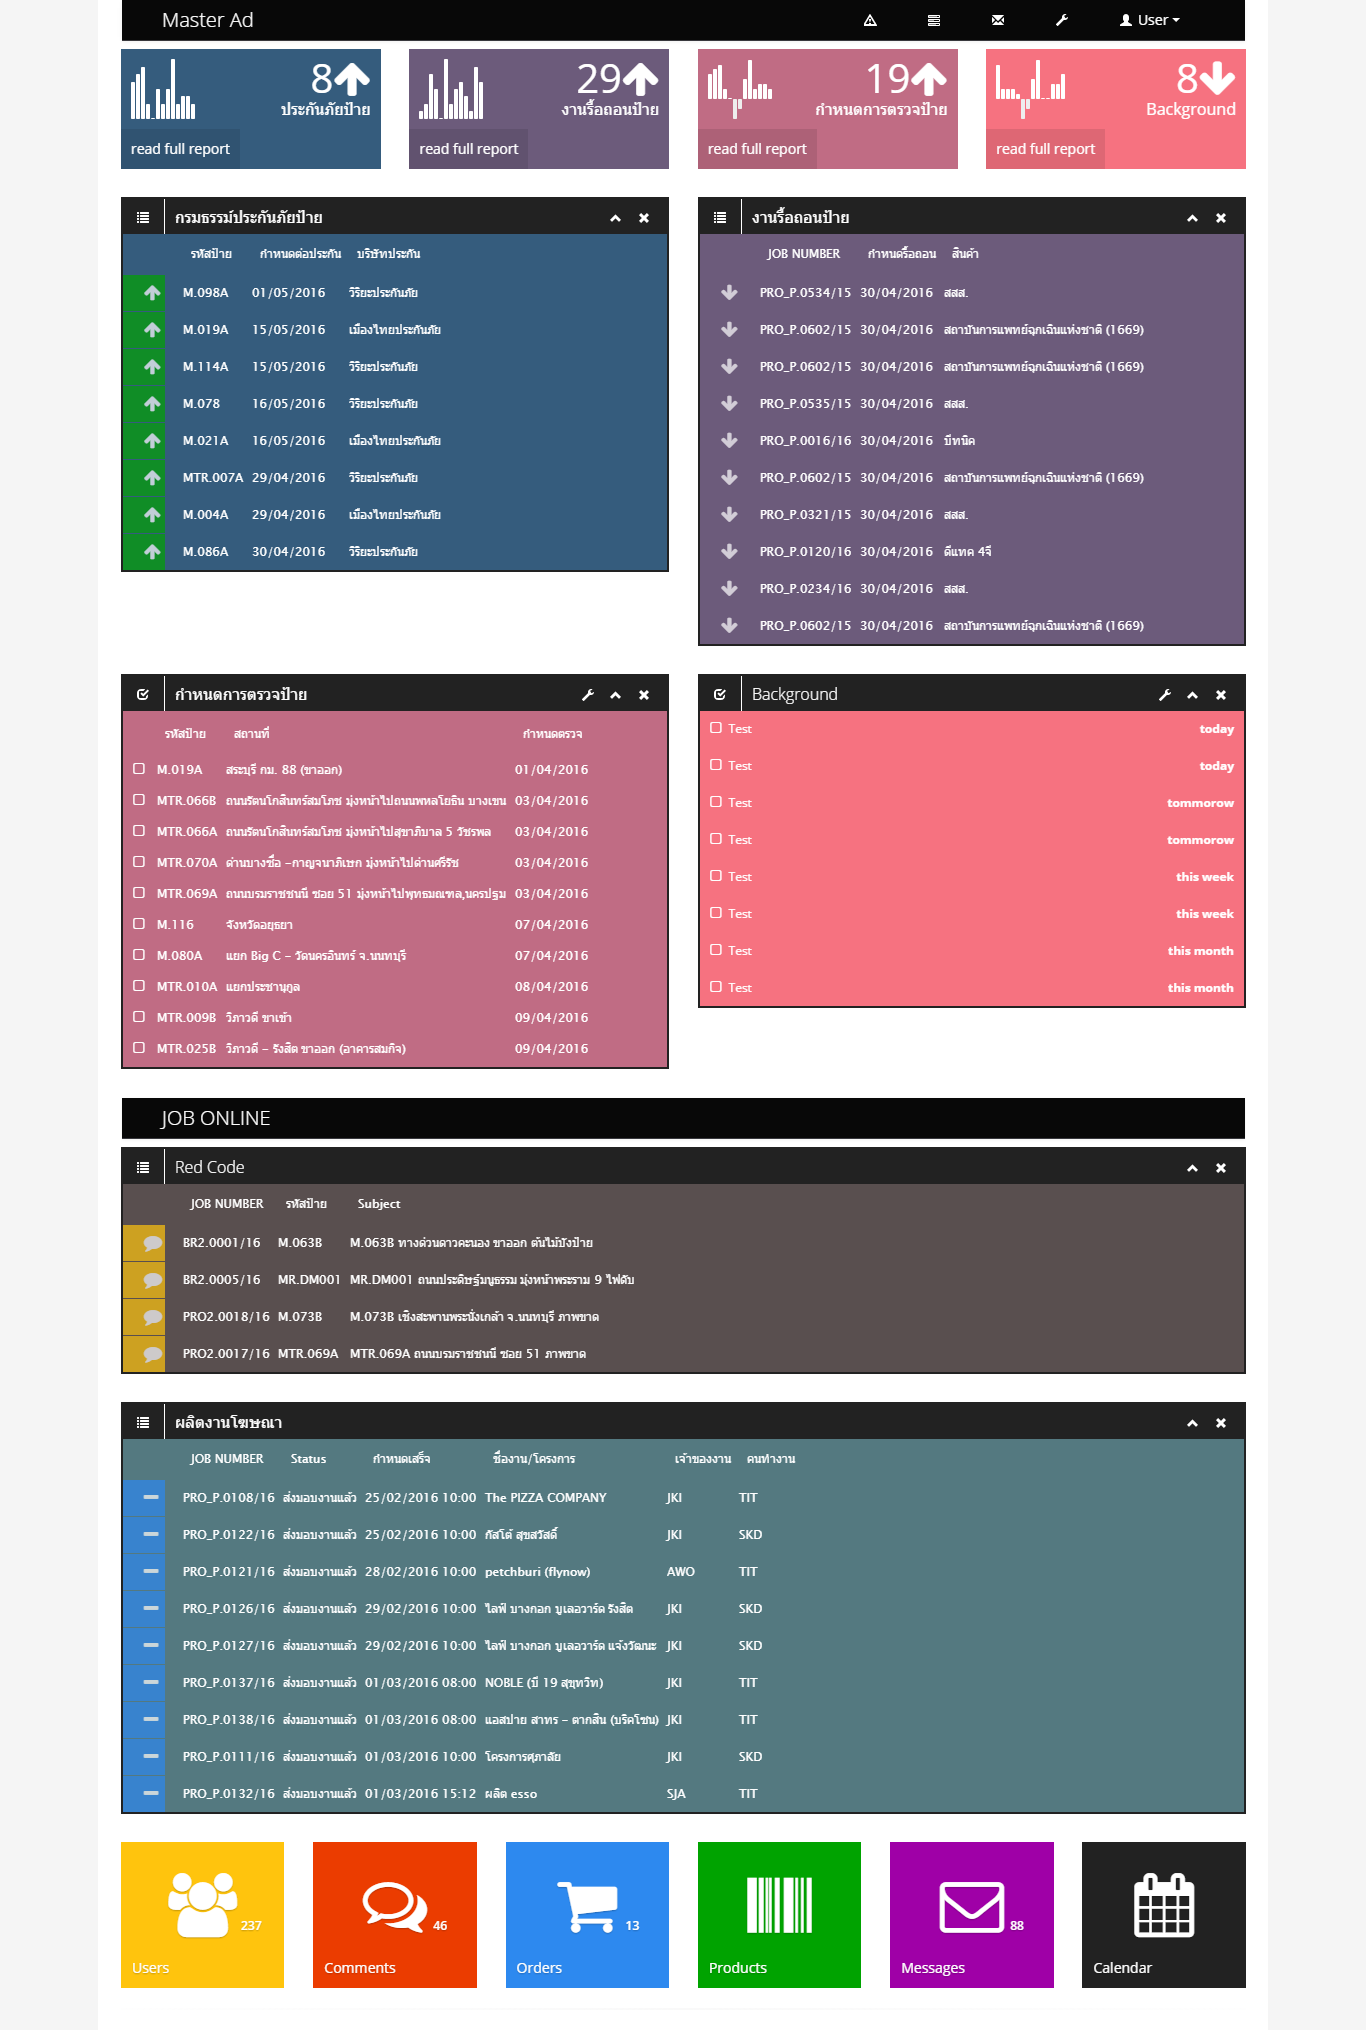 Master Ad
User
8
ประกันภัยป้าย
read full report
29
งานรื้อถอนป้าย
read full report
19
กำหนดการตรวจป้าย
read full report
8
Background
read full report
กรมธรรม์ประกันภัยป้าย
รหัสป้าย กำหนดต่อประกัน บริษัทประกัน
M.098A 01/05/2016 วิริยะประกันภัย
M.019A 15/05/2016 เมืองไทยประกันภัย
M.114A 15/05/2016 วิริยะประกันภัย
M.078 16/05/2016 วิริยะประกันภัย
M.021A 16/05/2016 เมืองไทยประกันภัย
MTR.007A 29/04/2016 วิริยะประกันภัย
M.004A 29/04/2016 เมืองไทยประกันภัย
M.086A 30/04/2016 วิริยะประกันภัย
งานรื้อถอนป้าย
JOB NUMBER กำหนดรื้อถอน สินค้า
PRO_P.0534/15 30/04/2016 สสส.
PRO_P.0602/15 30/04/2016 สถาบันการแพทย์ฉุกเฉินแห่งชาติ (1669)
PRO_P.0602/15 30/04/2016 สถาบันการแพทย์ฉุกเฉินแห่งชาติ (1669)
PRO_P.0535/15 30/04/2016 สสส.
PRO_P.0016/16 30/04/2016 บีทนิค
PRO_P.0602/15 30/04/2016 สถาบันการแพทย์ฉุกเฉินแห่งชาติ (1669)
PRO_P.0321/15 30/04/2016 สสส.
PRO_P.0120/16 30/04/2016 ดีแทค 4จี
PRO_P.0234/16 30/04/2016 สสส.
PRO_P.0602/15 30/04/2016 สถาบันการแพทย์ฉุกเฉินแห่งชาติ (1669)
กำหนดการตรวจป้าย
รหัสป้าย สถานที่ กำหนดตรวจ
M.019A สระบุรี กม. 88 (ขาออก) 01/04/2016
MTR.066B ถนนรัตนโกสินทร์สมโภช มุ่งหน้าไปถนนพหลโยธิน บางเขน 03/04/2016
MTR.066A ถนนรัตนโกสินทร์สมโภช มุ่งหน้าไปสุขาภิบาล 5 วัชรพล 03/04/2016
MTR.070A ด่านบางซื่อ -กาญจนาภิเษก มุ่งหน้าไปด่านศรีรัช 03/04/2016
MTR.069A ถนนบรมราชชนนี ซอย 51 มุ่งหน้าไปพุทธมณฑล,นครปฐม 03/04/2016
M.116 จังหวัดอยุธยา 07/04/2016
M.080A แยก Big C - วัดนครอินทร์ จ.นนทบุรี 07/04/2016
MTR.010A แยกประชานุกูล 08/04/2016
MTR.009B วิภาวดี ขาเข้า 09/04/2016
MTR.025B วิภาวดี - รังสิต ขาออก (อาคารสมกิจ) 09/04/2016
Background
Test today
Test today
Test tommorow
Test tommorow
Test this week
Test this week
Test this month
Test this month
JOB ONLINE
Red Code
JOB NUMBER รหัสป้าย Subject
BR2.0001/16 M.063B M.063B ทางด่วนดาวคะนอง ขาออก ต้นไม้บังป้าย
BR2.0005/16 MR.DM001 MR.DM001 ถนนประดิษฐ์มนูธรรม มุ่งหน้าพระราม 9 ไฟดับ
PRO2.0018/16 M.073B M.073B เชิงสะพานพระนั่งเกล้า จ.นนทบุรี ภาพขาด
PRO2.0017/16 MTR.069A MTR.069A ถนนบรมราชชนนี ซอย 51 ภาพขาด
ผลิตงานโฆษณา
JOB NUMBER Status กำหนดเสร็จ ชื่องาน/โครงการ เจ้าของงาน คนทำงาน
PRO_P.0108/16 ส่งมอบงานแล้ว 25/02/2016 10:00 The PIZZA COMPANY JKI TIT
PRO_P.0122/16 ส่งมอบงานแล้ว 25/02/2016 10:00 กัสโต้ สุขสวัสดิ์ JKI SKD
PRO_P.0121/16 ส่งมอบงานแล้ว 28/02/2016 10:00 petchburi (flynow) AWO TIT
PRO_P.0126/16 ส่งมอบงานแล้ว 29/02/2016 10:00 ไลฟ์ บางกอก บูเลอวาร์ด รังสิต JKI SKD
PRO_P.0127/16 ส่งมอบงานแล้ว 29/02/2016 10:00 ไลฟ์ บางกอก บูเลอวาร์ด แจ้งวัฒนะ JKI SKD
PRO_P.0137/16 ส่งมอบงานแล้ว 01/03/2016 08:00 NOBLE (บี 19 สุขุทวิท) JKI TIT
PRO_P.0138/16 ส่งมอบงานแล้ว 01/03/2016 08:00 แอสปาย สาทร - ตากสิน (บริคโซน) JKI TIT
PRO_P.0111/16 ส่งมอบงานแล้ว 01/03/2016 10:00 โครงการศุภาลัย JKI SKD
PRO_P.0132/16 ส่งมอบงานแล้ว 01/03/2016 15:12 ผลิต esso SJA TIT
237
Users
46
Comments
13
Orders
Products
88
Messages
Calendar